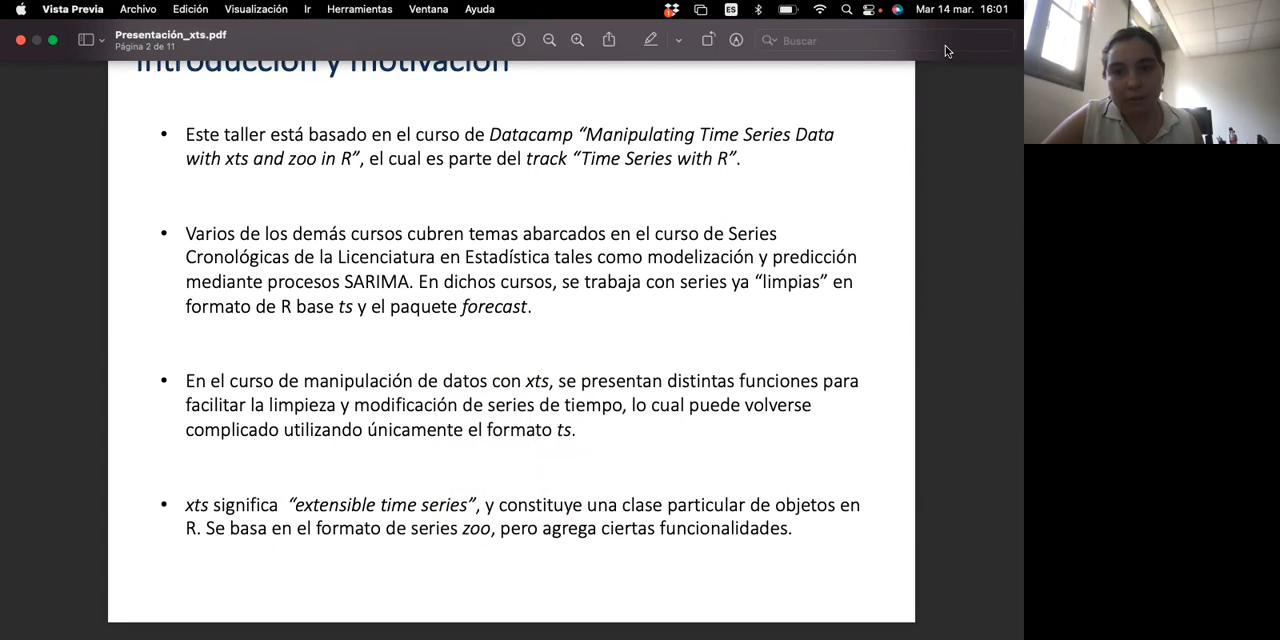 Vista Previa Archivo Edición Visualización Ir Herramientas Ventana Ayuda ES Mar 14 mar. 16:01
Presentación_xts.pdf
Página 2 de 11
Buscar
Introducción y motivación
• Este taller está basado en el curso de Datacamp “Manipulating Time Series Data
with xts and zoo in R”, el cual es parte del track “Time Series with R”.
• Varios de los demás cursos cubren temas abarcados en el curso de Series
Cronológicas de la Licenciatura en Estadística tales como modelización y predicción
mediante procesos SARIMA. En dichos cursos, se trabaja con series ya “limpias” en
formato de R base ts y el paquete forecast.
• En el curso de manipulación de datos con xts, se presentan distintas funciones para
facilitar la limpieza y modificación de series de tiempo, lo cual puede volverse
complicado utilizando únicamente el formato ts.
• xts significa “extensible time series”, y constituye una clase particular de objetos en
R. Se basa en el formato de series zoo, pero agrega ciertas funcionalidades.